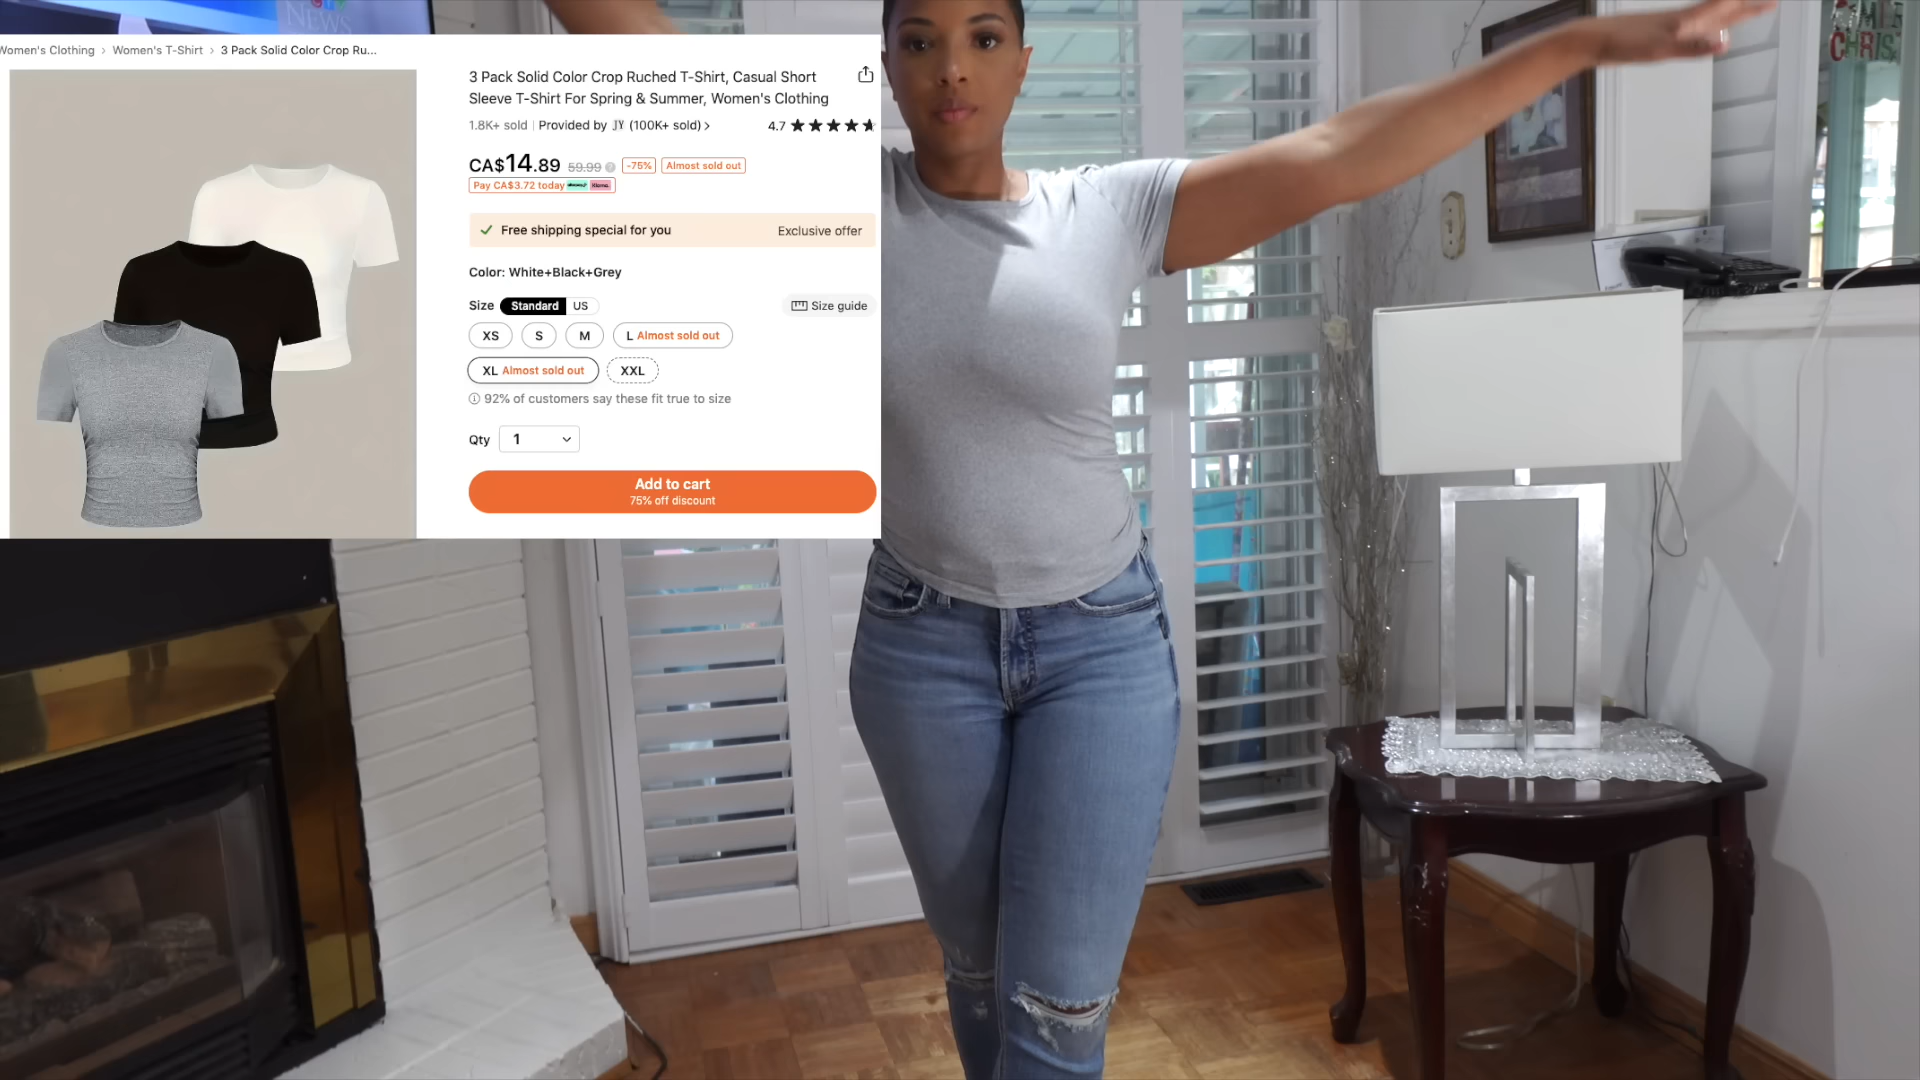 NEWS
Women's Clothing › Women's T-Shirt › 3 Pack Solid Color Crop Ru...
3 Pack Solid Color Crop Ruched T-Shirt, Casual Short
Sleeve T-Shirt For Spring & Summer, Women's Clothing
1.8K+ sold | Provided by JY (100K+ sold) >
4.7
CA$14.89 59.99 -75% Almost sold out
Pay CA$3.72 today Klarna.
Free shipping special for you Exclusive offer
Color: White+Black+Grey
Size Standard US Size guide
XS S M L Almost sold out
XL Almost sold out XXL
92% of customers say these fit true to size
Qty 1
Add to cart
75% off discount
CHRIS